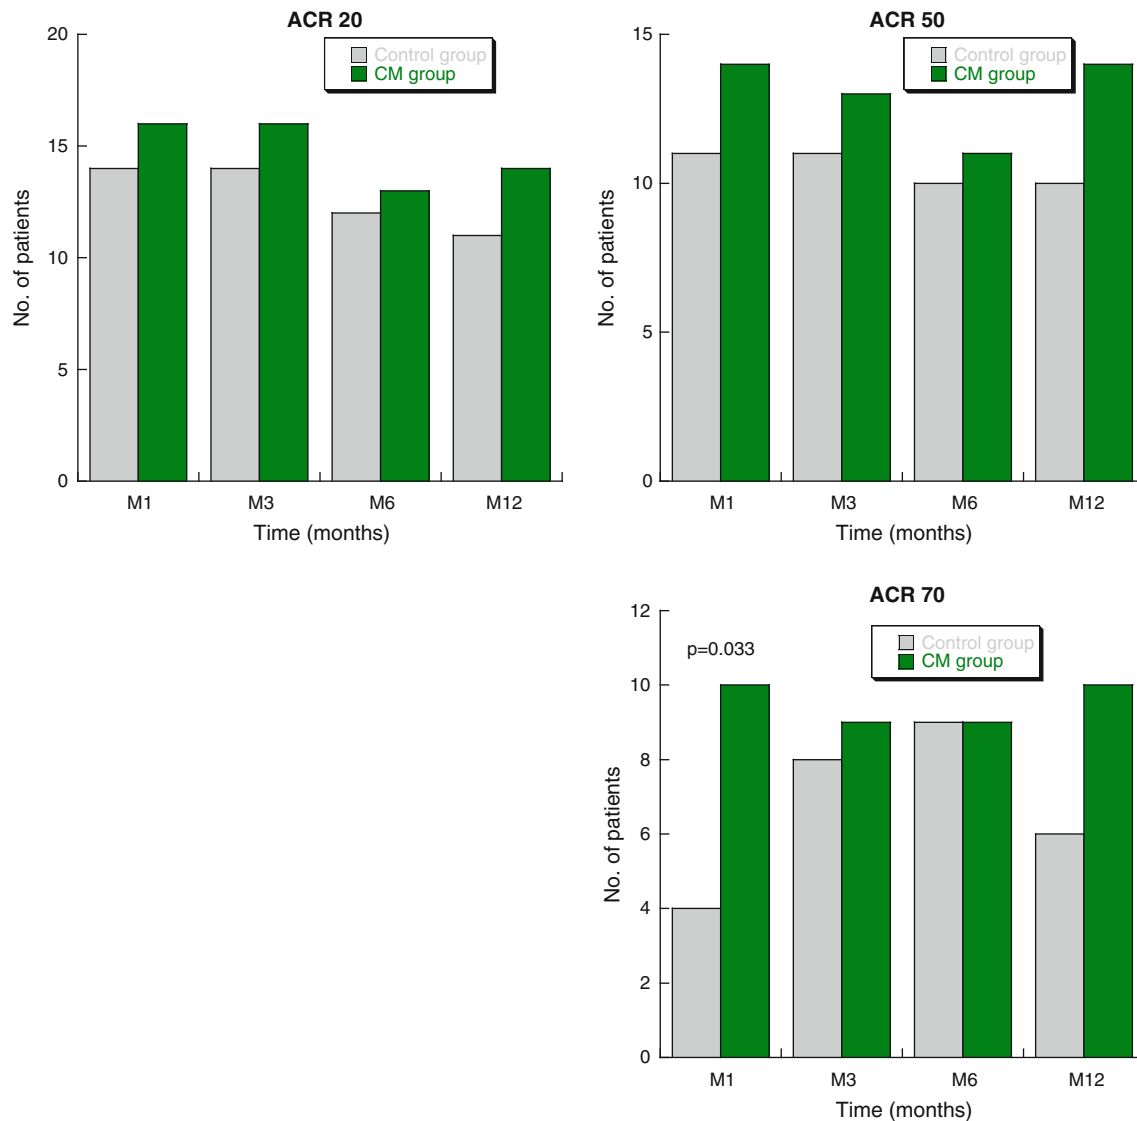 ACR 20
Control group
CM group
20
15
10
5
0
No. of patients
M1 M3 M6 M12
Time (months)
ACR 50
Control group
CM group
15
10
5
0
No. of patients
M1 M3 M6 M12
Time (months)
ACR 70
Control group
CM group
p=0.033
12
10
8
6
4
2
0
No. of patients
M1 M3 M6 M12
Time (months)